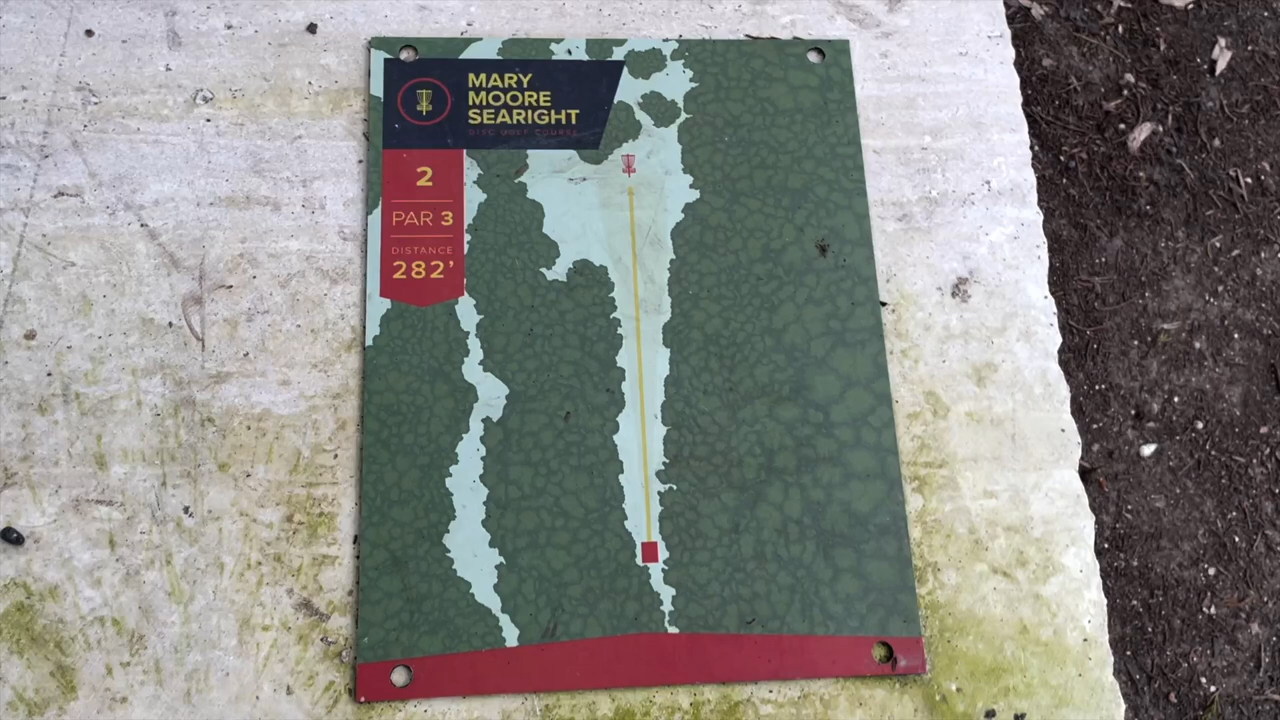 MARY
MOORE
SEARIGHT
DISC GOLF COURSE
2
PAR 3
DISTANCE
282'